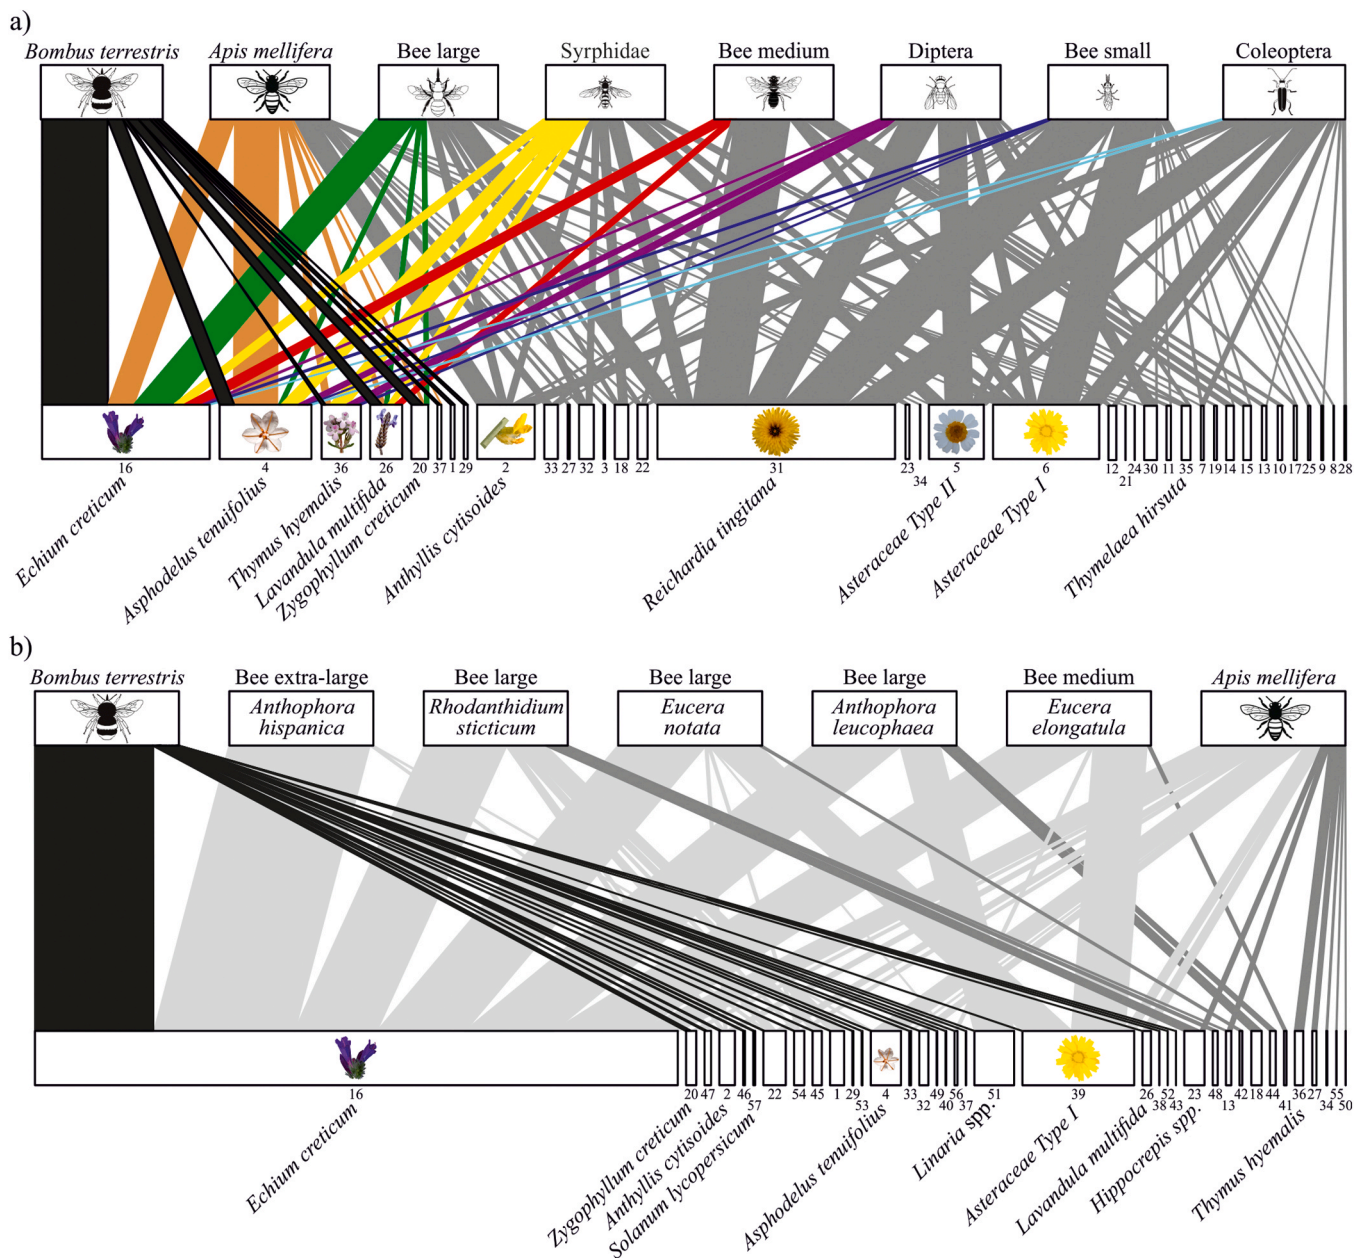 a)
Bombus terrestris Apis mellifera Bee large Syrphidae Bee medium Diptera Bee small Coleoptera
16 4 36 26 20 37 1 29 2 33 27 32 3 18 22 31 23 34 5 6 12 21 24 30 11 35 7 19 14 15 13 10 17 25 9 8 28
Echium creticum
Asphodelus tenuifolius
Thymus hyemalis
Lavandula multifida
Zygophyllum creticum
Anthyllis cytisoides
Reichardia tingitana
Asteraceae Type II
Asteraceae Type I
Thymelaea hirsuta
b)
Bombus terrestris Bee extra-large Bee large Bee large Bee large Bee medium Apis mellifera
Anthophora Rhodanthidium Eucera Anthophora Eucera
hispanica sticticum notata leucophaea elongatula
16 20 47 2 46 57 22 54 45 1 29 53 4 33 32 49 40 56 37 51 39 26 38 52 43 23 48 13 42 18 44 41 36 27 34 55 50
Echium creticum
Zygophyllum creticum
Anthyllis cytisoides
Solanum lycopersicum
Asphodelus tenuifolius
Linaria spp.
Asteraceae Type I
Lavandula multifida
Hippocrepis spp.
Thymus hyemalis